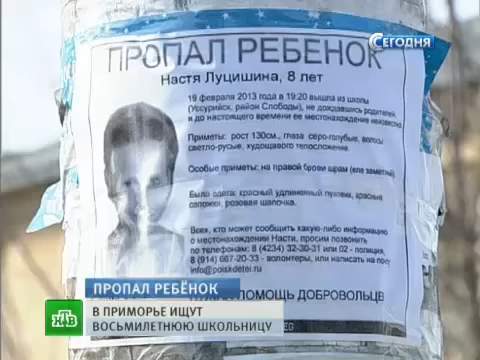 Сегодня
ПРОПАЛ РЕБЕНОК
Настя Луцишина, 8 лет
19 февраля 2013 года в 19:20 вышла из школы
(Уссурийск, район Слободы), не дождавшись родителей,
и до настоящего времени ее местонахождение неизвестно
Приметы: рост 130см., глаза серо-голубые, волосы
светло-русые, худощавого телосложение.
Особые приметы: на правой брови шрам (еле заметен)
Была одета: красный удлиненный пуховик, красные
сапожки, розовая шапочка.
Всех, кто может сообщить какую-либо информацию
о местонахождении Насти, просим позвонить
по телефонам: 8 (4234) 32-30-31 или 02 - полиция,
8 (914) 667-20-33 - волонтеры, или написать на
info@poiskdetei.ru
ПОМОЩЬ ДОБРОВОЛЬЦЕВ
ПРОПАЛ РЕБЁНОК
НТВ
В ПРИМОРЬЕ ИЩУТ
ВОСЬМИЛЕТНЮЮ ШКОЛЬНИЦУ